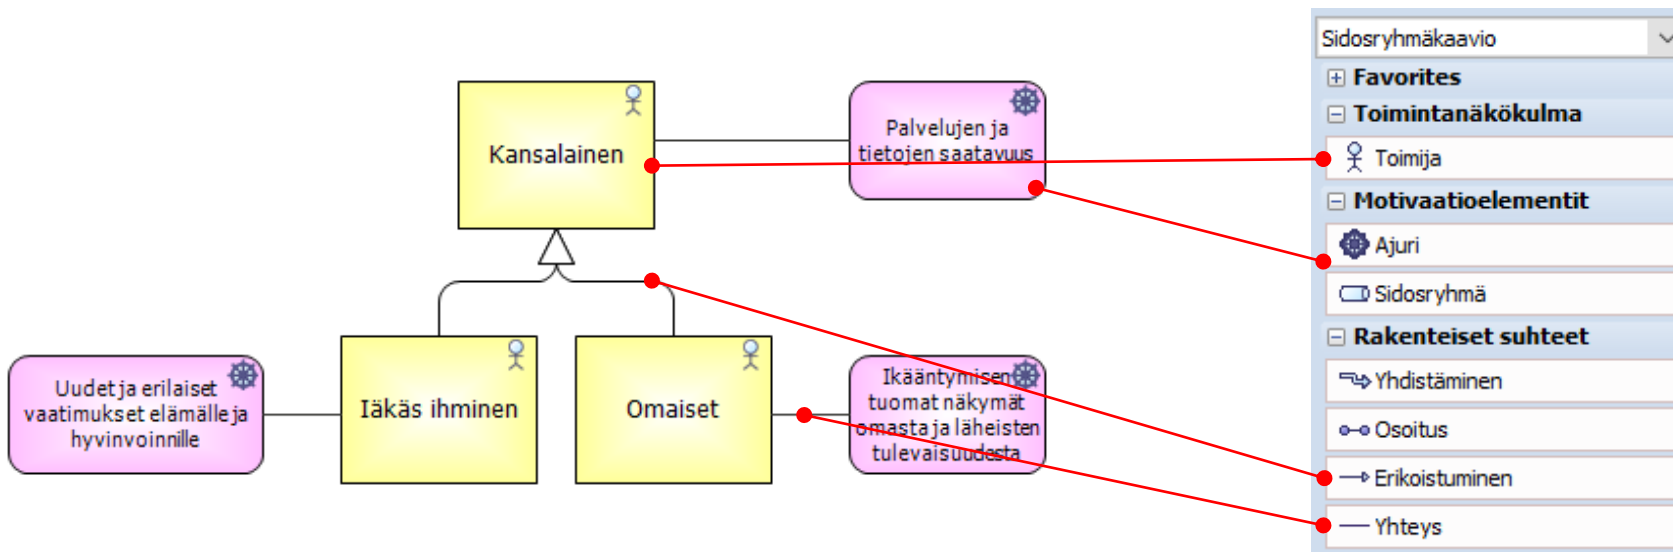 Kansalainen
Palvelujen ja
tietojen saatavuus
Uudet ja erilaiset
vaatimukset elämälle ja
hyvinvoinnille
Iäkäs ihminen
Omaiset
Ikääntymisen
tuomat näkymät
omasta ja läheisten
tulevaisuudesta
Sidosryhmäkaavio
Favorites
Toimintanäkökulma
Toimija
Motivaatioelementit
Ajuri
Sidosryhmä
Rakenteiset suhteet
Yhdistäminen
Osoitus
Erikoistuminen
Yhteys